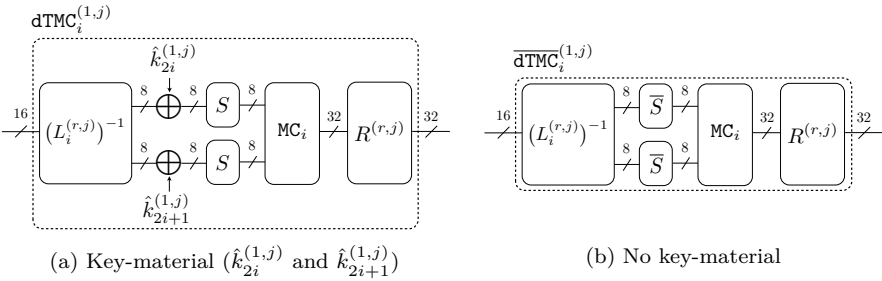 dTMC_i^{(1,j)}
\hat{k}_{2i}^{(1,j)}
16 (L_i^{(r,j)})^{-1} 8 8 S 8 MC_i 32 R^{(r,j)} 32
8 8 S 8
\hat{k}_{2i+1}^{(1,j)}
(a) Key-material (\hat{k}_{2i}^{(1,j)} and \hat{k}_{2i+1}^{(1,j)})
\overline{dTMC}_i^{(1,j)}
16 (L_i^{(r,j)})^{-1} 8 \overline{S} 8 MC_i 32 R^{(r,j)} 32
8 \overline{S} 8
(b) No key-material